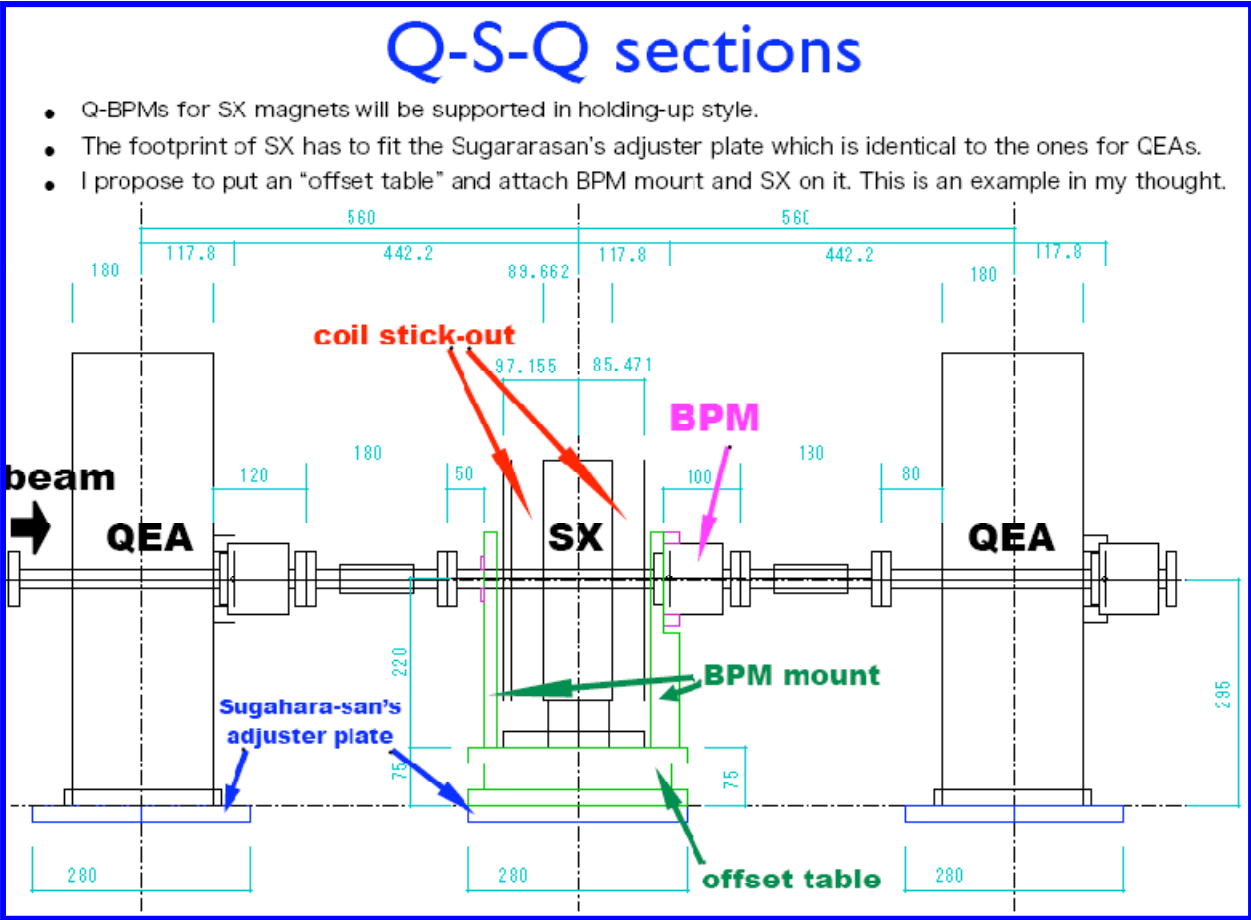 Q-S-Q sections
• Q-BPMs for SX magnets will be supported in holding-up style.
• The footprint of SX has to fit the Sugararasan's adjuster plate which is identical to the ones for QEAs.
• I propose to put an “offset table” and attach BPM mount and SX on it. This is an example in my thought.
560 560
117.8 442.2 117.8 442.2 117.8
180 89.662 180
coil stick-out
97.155 85.471
BPM
180 130
beam 120 50 100 80
QEA SX QEA
220
BPM mount
295
Sugahara-san's
adjuster plate
75 75
280 280 280
offset table